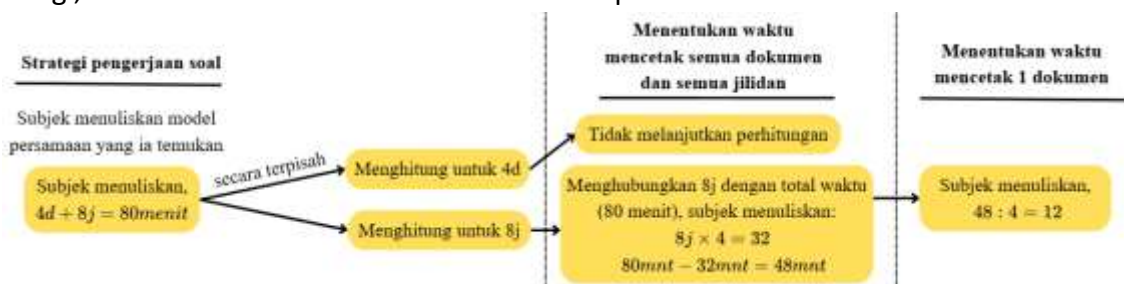 Strategi pengerjaan soal
Subjek menuliskan model
persamaan yang ia temukan
Subjek menuliskan,
4d + 8j = 80menit
secara terpisah
Menghitung untuk 4d
Menghitung untuk 8j
Menentukan waktu
mencetak semua dokumen
dan semua jilidan
Tidak melanjutkan perhitungan
Menghubungkan 8j dengan total waktu
(80 menit), subjek menuliskan:
8j × 4 = 32
80mnt − 32mnt = 48mnt
Menentukan waktu
mencetak 1 dokumen
Subjek menuliskan,
48 : 4 = 12